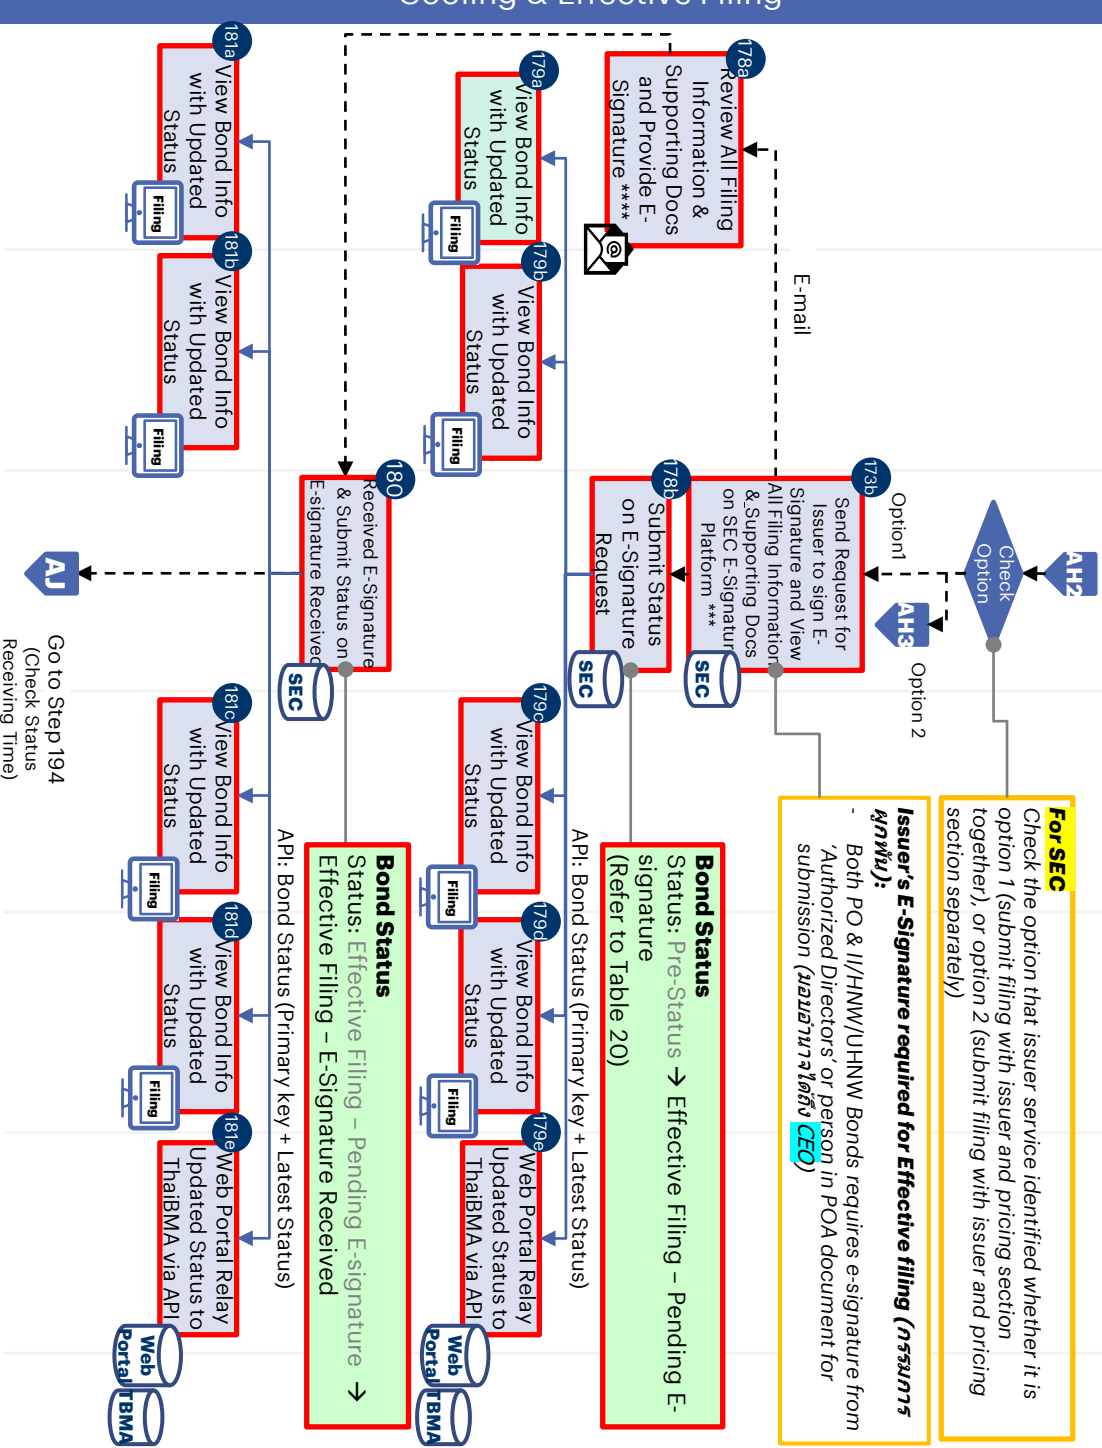 181a
View Bond Info
with Updated
Status
Filing
181b
View Bond Info
with Updated
Status
Filing
179a
View Bond Info
with Updated
Status
Filing
179b
View Bond Info
with Updated
Status
Filing
178a
Review All Filing
Information &
Supporting Docs
and Provide E-
Signature ****
E-mail
AH2
Check
Option
Option1
AH3
Option 2
173b
Send Request for
Issuer to sign E-
Signature and View
All Filing Information
& Supporting Docs
on SEC E-Signatur
Platform ***
SEC
178b
Submit Status
on E-Signature
Request
SEC
180
Received E-Signature
& Submit Status on
E-signature Received
SEC
AJ
Go to Step 194
(Check Status
Receiving Time)
For SEC
Check the option that issuer service identified whether it is
option 1 (submit filing with issuer and pricing section
together), or option 2 (submit filing with issuer and pricing
section separately)
Issuer's E-Signature required for Effective filing (กรรมการ
ผูกพัน):
- Both PO & II/HNW/UHNW Bonds requires e-signature from
'Authorized Directors' or person in POA document for
submission (มอบอำนาจได้ถึง CEO)
Bond Status
Status: Pre-Status → Effective Filing – Pending E-
signature
(Refer to Table 20)
API: Bond Status (Primary key + Latest Status)
179c
View Bond Info
with Updated
Status
Filing
179d
View Bond Info
with Updated
Status
Filing
179e
Web Portal Relay
Updated Status to
ThaiBMA via API
Web
Portal
TBMA
Bond Status
Status: Effective Filing – Pending E-signature →
Effective Filing – E-Signature Received
API: Bond Status (Primary key + Latest Status)
181c
View Bond Info
with Updated
Status
Filing
181d
View Bond Info
with Updated
Status
Filing
181e
Web Portal Relay
Updated Status to
ThaiBMA via API
Web
Portal
TBMA